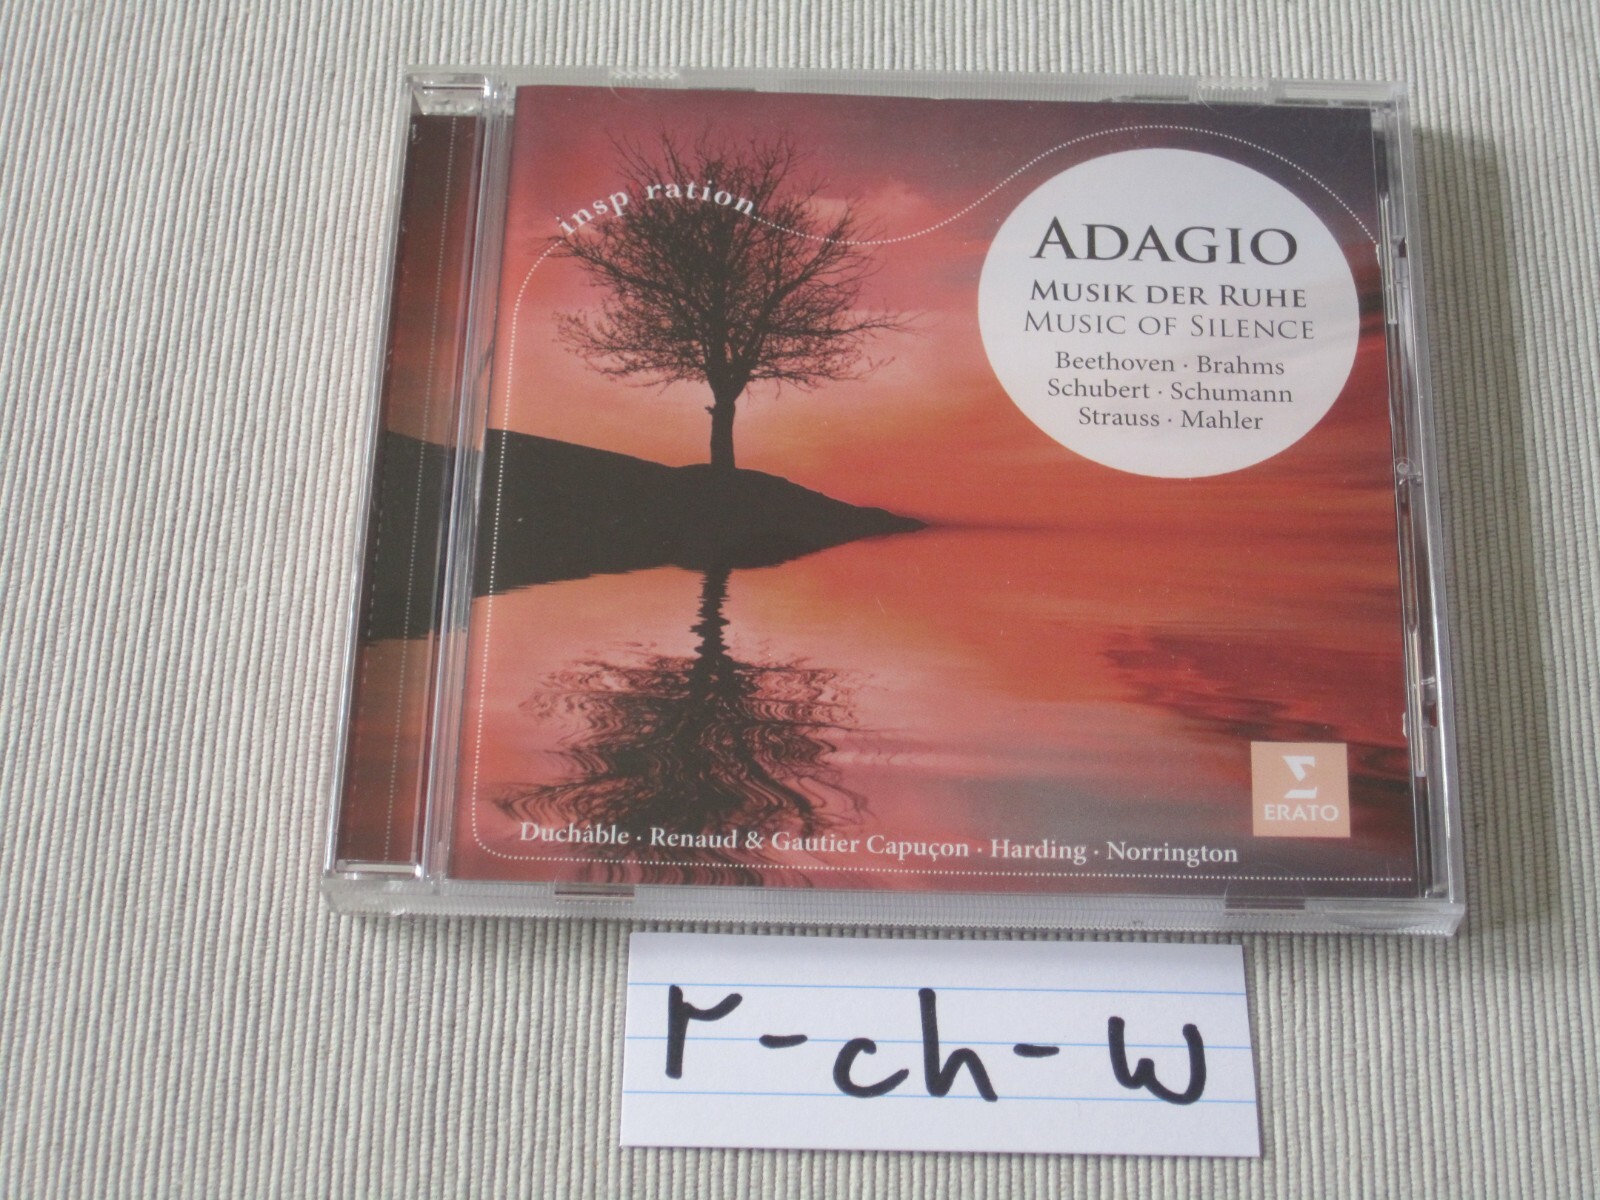 insp ration
ADAGIO
MUSIK DER RUHE
MUSIC OF SILENCE
Beethoven · Brahms
Schubert · Schumann
Strauss · Mahler
ERATO
Duchâble · Renaud & Gautier Capuçon · Harding · Norrington
r-ch-w